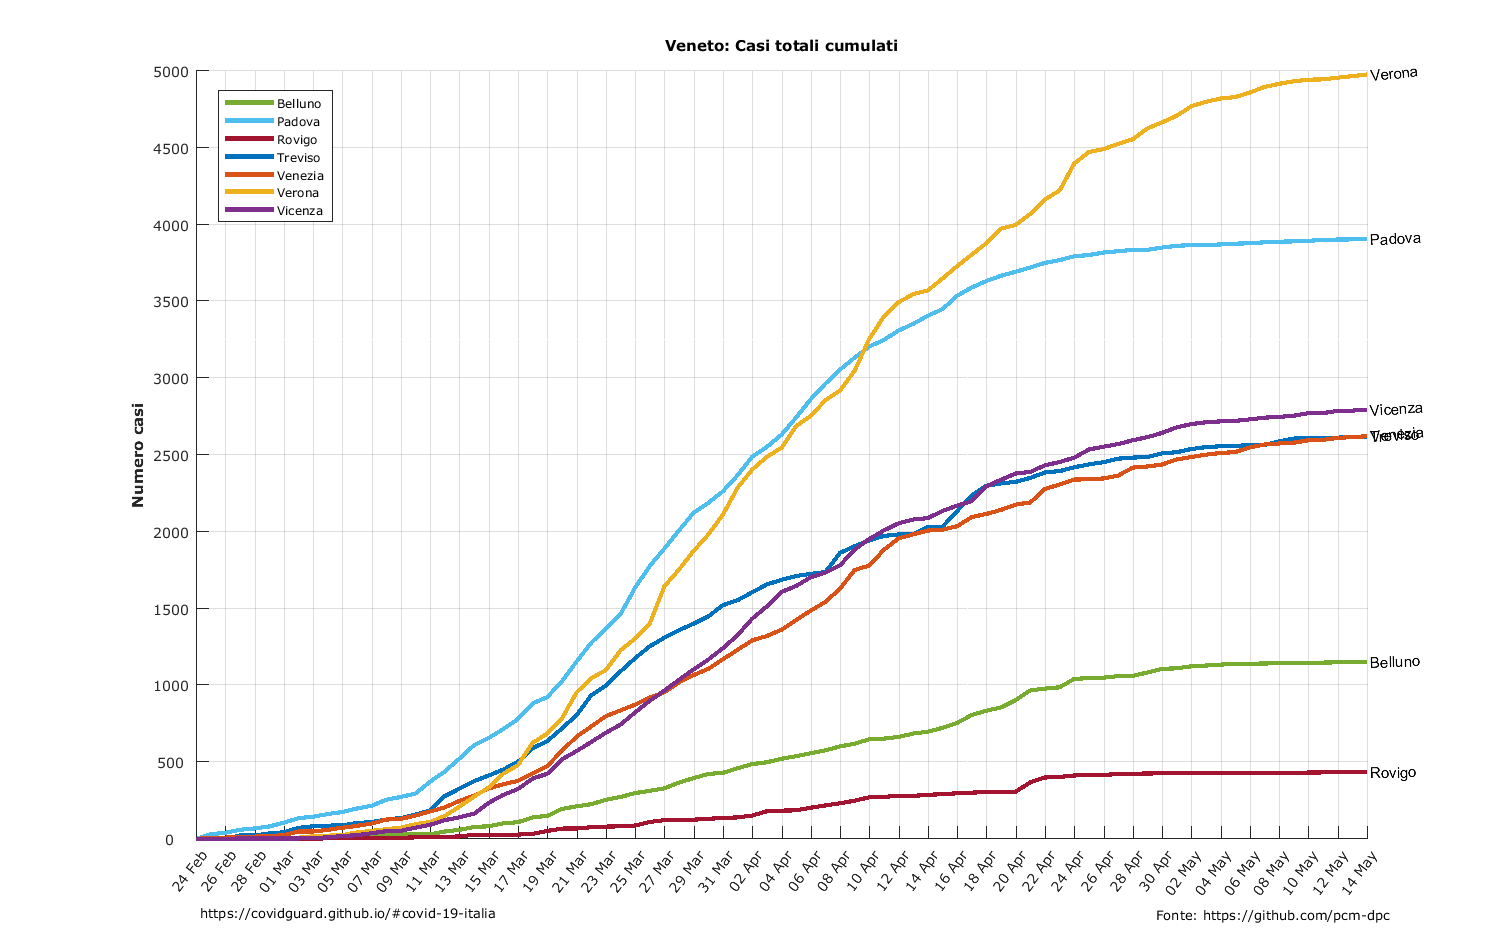 Veneto: Casi totali cumulati
Numero casi
5000
4500
4000
3500
3000
2500
2000
1500
1000
500
0
Belluno
Padova
Rovigo
Treviso
Venezia
Verona
Vicenza
Verona
Padova
Vicenza
Venezia
Treviso
Belluno
Rovigo
24 Feb
26 Feb
28 Feb
01 Mar
03 Mar
05 Mar
07 Mar
09 Mar
11 Mar
13 Mar
15 Mar
17 Mar
19 Mar
21 Mar
23 Mar
25 Mar
27 Mar
29 Mar
31 Mar
02 Apr
04 Apr
06 Apr
08 Apr
10 Apr
12 Apr
14 Apr
16 Apr
18 Apr
20 Apr
22 Apr
24 Apr
26 Apr
28 Apr
30 Apr
02 May
04 May
06 May
08 May
10 May
12 May
14 May
https://covidguard.github.io/#covid-19-italia
Fonte: https://github.com/pcm-dpc